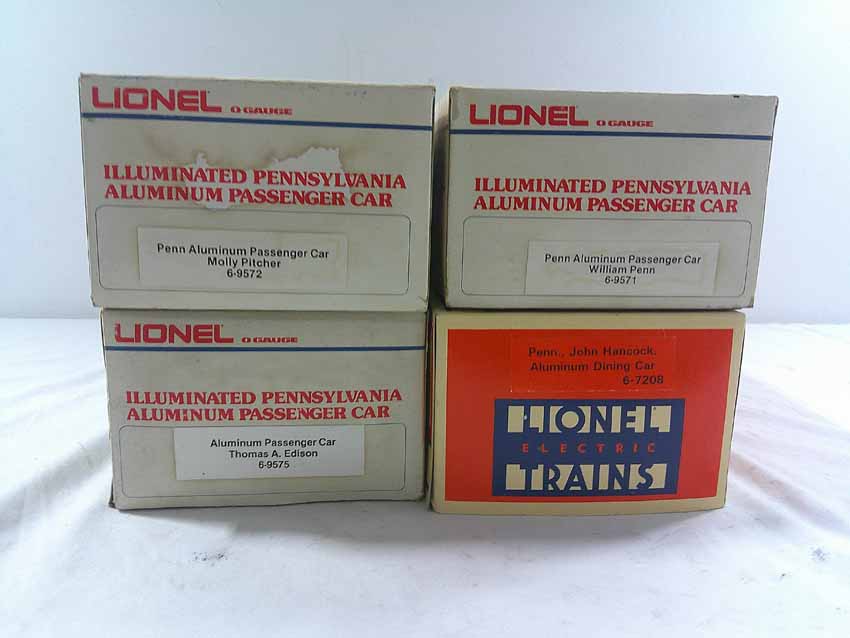 LIONEL O GAUGE
ILLUMINATED PENNSYLVANIA
ALUMINUM PASSENGER CAR
Penn Aluminum Passenger Car
Molly Pitcher
6-9572
LIONEL O GAUGE
ILLUMINATED PENNSYLVANIA
ALUMINUM PASSENGER CAR
Penn Aluminum Passenger Car
William Penn
6-9571
LIONEL O GAUGE
ILLUMINATED PENNSYLVANIA
ALUMINUM PASSENGER CAR
Aluminum Passenger Car
Thomas A. Edison
6-9575
Penn., John Hancock,
Aluminum Dining Car
6-7208
LIONEL
ELECTRIC
TRAINS